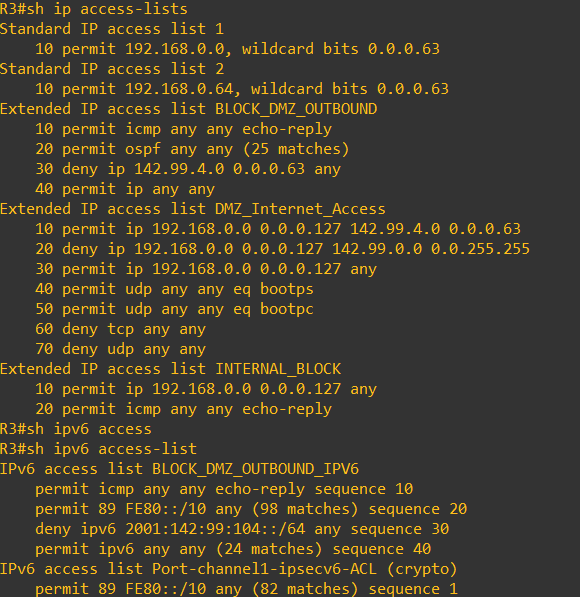 R3#sh ip access-lists
Standard IP access list 1
    10 permit 192.168.0.0, wildcard bits 0.0.0.63
Standard IP access list 2
    10 permit 192.168.0.64, wildcard bits 0.0.0.63
Extended IP access list BLOCK_DMZ_OUTBOUND
    10 permit icmp any any echo-reply
    20 permit ospf any any (25 matches)
    30 deny ip 142.99.4.0 0.0.0.63 any
    40 permit ip any any
Extended IP access list DMZ_Internet_Access
    10 permit ip 192.168.0.0 0.0.0.127 142.99.4.0 0.0.0.63
    20 deny ip 192.168.0.0 0.0.0.127 142.99.0.0 0.0.255.255
    30 permit ip 192.168.0.0 0.0.0.127 any
    40 permit udp any any eq bootps
    50 permit udp any any eq bootpc
    60 deny tcp any any
    70 deny udp any any
Extended IP access list INTERNAL_BLOCK
    10 permit ip 192.168.0.0 0.0.0.127 any
    20 permit icmp any any echo-reply
R3#sh ipv6 access
R3#sh ipv6 access-list
IPv6 access list BLOCK_DMZ_OUTBOUND_IPV6
    permit icmp any any echo-reply sequence 10
    permit 89 FE80::/10 any (98 matches) sequence 20
    deny ipv6 2001:142:99:104::/64 any sequence 30
    permit ipv6 any any (24 matches) sequence 40
IPv6 access list Port-channel1-ipsecv6-ACL (crypto)
    permit 89 FE80::/10 any (82 matches) sequence 1